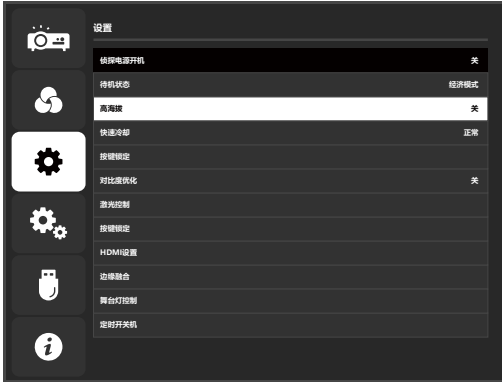 设置
侦探电源开机 关
待机状态 经济模式
高海拔 关
快速冷却 正常
按键锁定
对比度优化 关
激光控制
按键锁定
HDMI设置
边缘融合
舞台灯控制
定时开关机